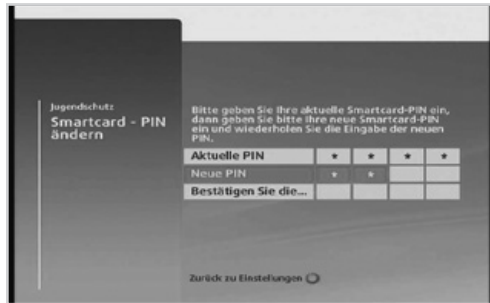 Jugendschutz
Smartcard - PIN
ändern
Bitte geben Sie Ihre aktuelle Smartcard-PIN ein,
dann geben Sie bitte Ihre neue Smartcard-PIN
ein und wiederholen Sie die Eingabe der neuen
PIN.
Aktuelle PIN * * * *
Neue PIN * *
Bestätigen Sie die...
Zurück zu Einstellungen